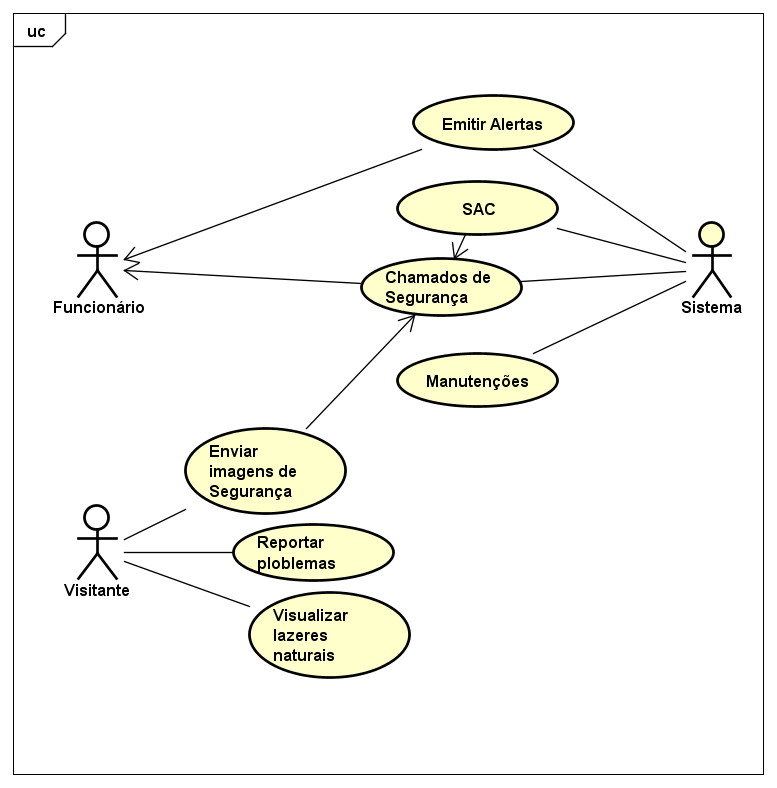 uc
Emitir Alertas
SAC
Chamados de
Segurança
Funcionário
Sistema
Manutenções
Enviar
imagens de
Segurança
Reportar
ploblemas
Visitante
Visualizar
lazeres
naturais